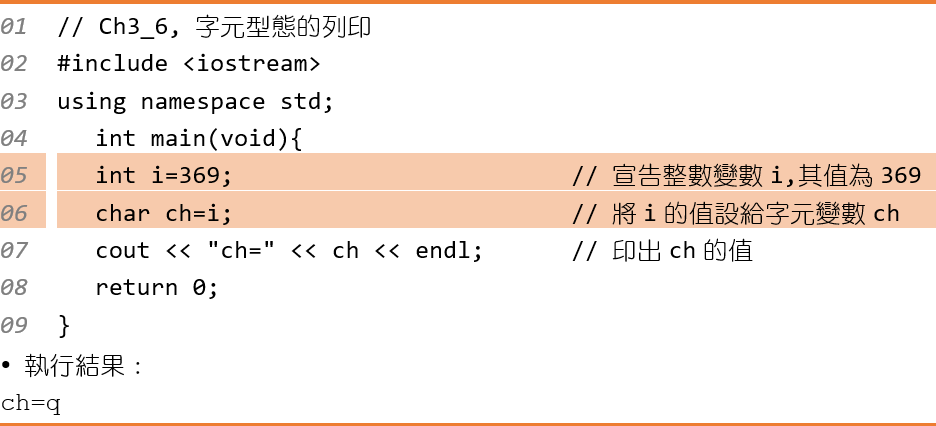 01 // Ch3_6, 字元型態的列印
02 #include <iostream>
03 using namespace std;
04 int main(void){
05 int i=369; // 宣告整數變數 i,其值為 369
06 char ch=i; // 將 i 的值設給字元變數 ch
07 cout << "ch=" << ch << endl; // 印出 ch 的值
08 return 0;
09 }
• 執行結果：
ch=q